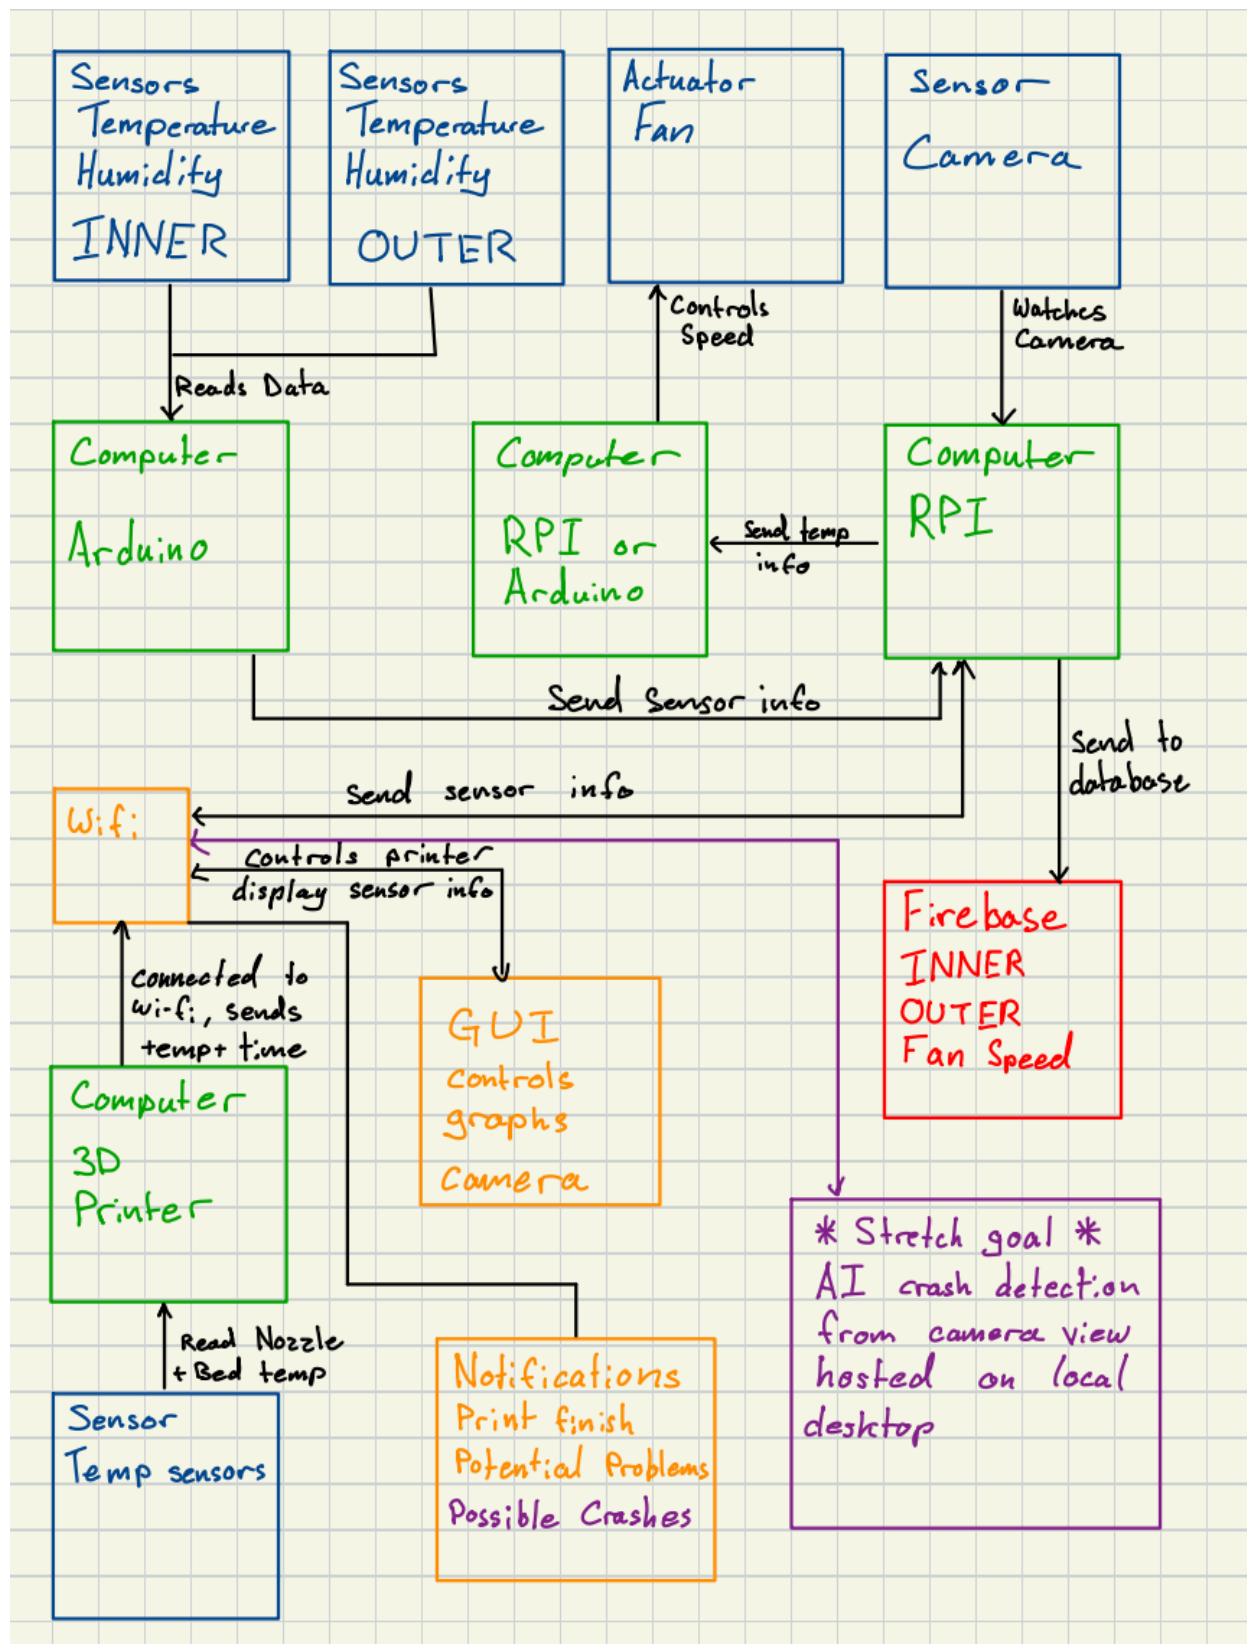 Sensors
Temperature
Humidity
INNER
Sensors
Temperature
Humidity
OUTER
Actuator
Fan
Sensor
Camera
Reads Data
Controls
Speed
Watches
Camera
Computer
Arduino
Computer
RPI or
Arduino
Send temp
info
Computer
RPI
Send Sensor info
Send to
database
Send sensor info
Wifi
Controls printer
display sensor info
Connected to
Wi-fi, sends
temp + time
GUI
Controls
graphs
Camera
Firebase
INNER
OUTER
Fan Speed
Computer
3D
Printer
Read Nozzle
+ Bed temp
Sensor
Temp sensors
Notifications
Print finish
Potential Problems
Possible Crashes
* Stretch goal *
AI crash detection
from camera view
hosted on local
desktop